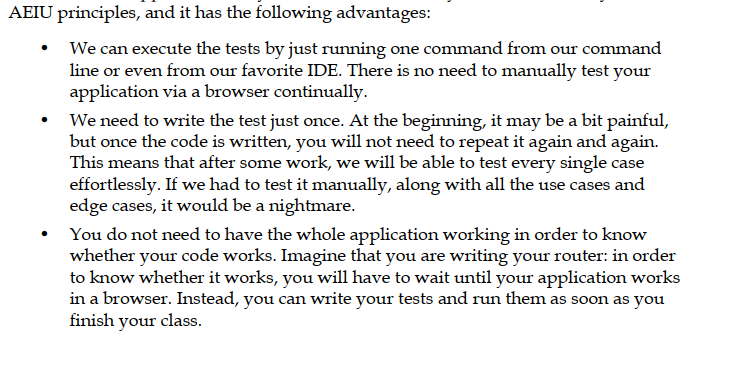 AEIU principles, and it has the following advantages:
• We can execute the tests by just running one command from our command
line or even from our favorite IDE. There is no need to manually test your
application via a browser continually.
• We need to write the test just once. At the beginning, it may be a bit painful,
but once the code is written, you will not need to repeat it again and again.
This means that after some work, we will be able to test every single case
effortlessly. If we had to test it manually, along with all the use cases and
edge cases, it would be a nightmare.
• You do not need to have the whole application working in order to know
whether your code works. Imagine that you are writing your router: in order
to know whether it works, you will have to wait until your application works
in a browser. Instead, you can write your tests and run them as soon as you
finish your class.